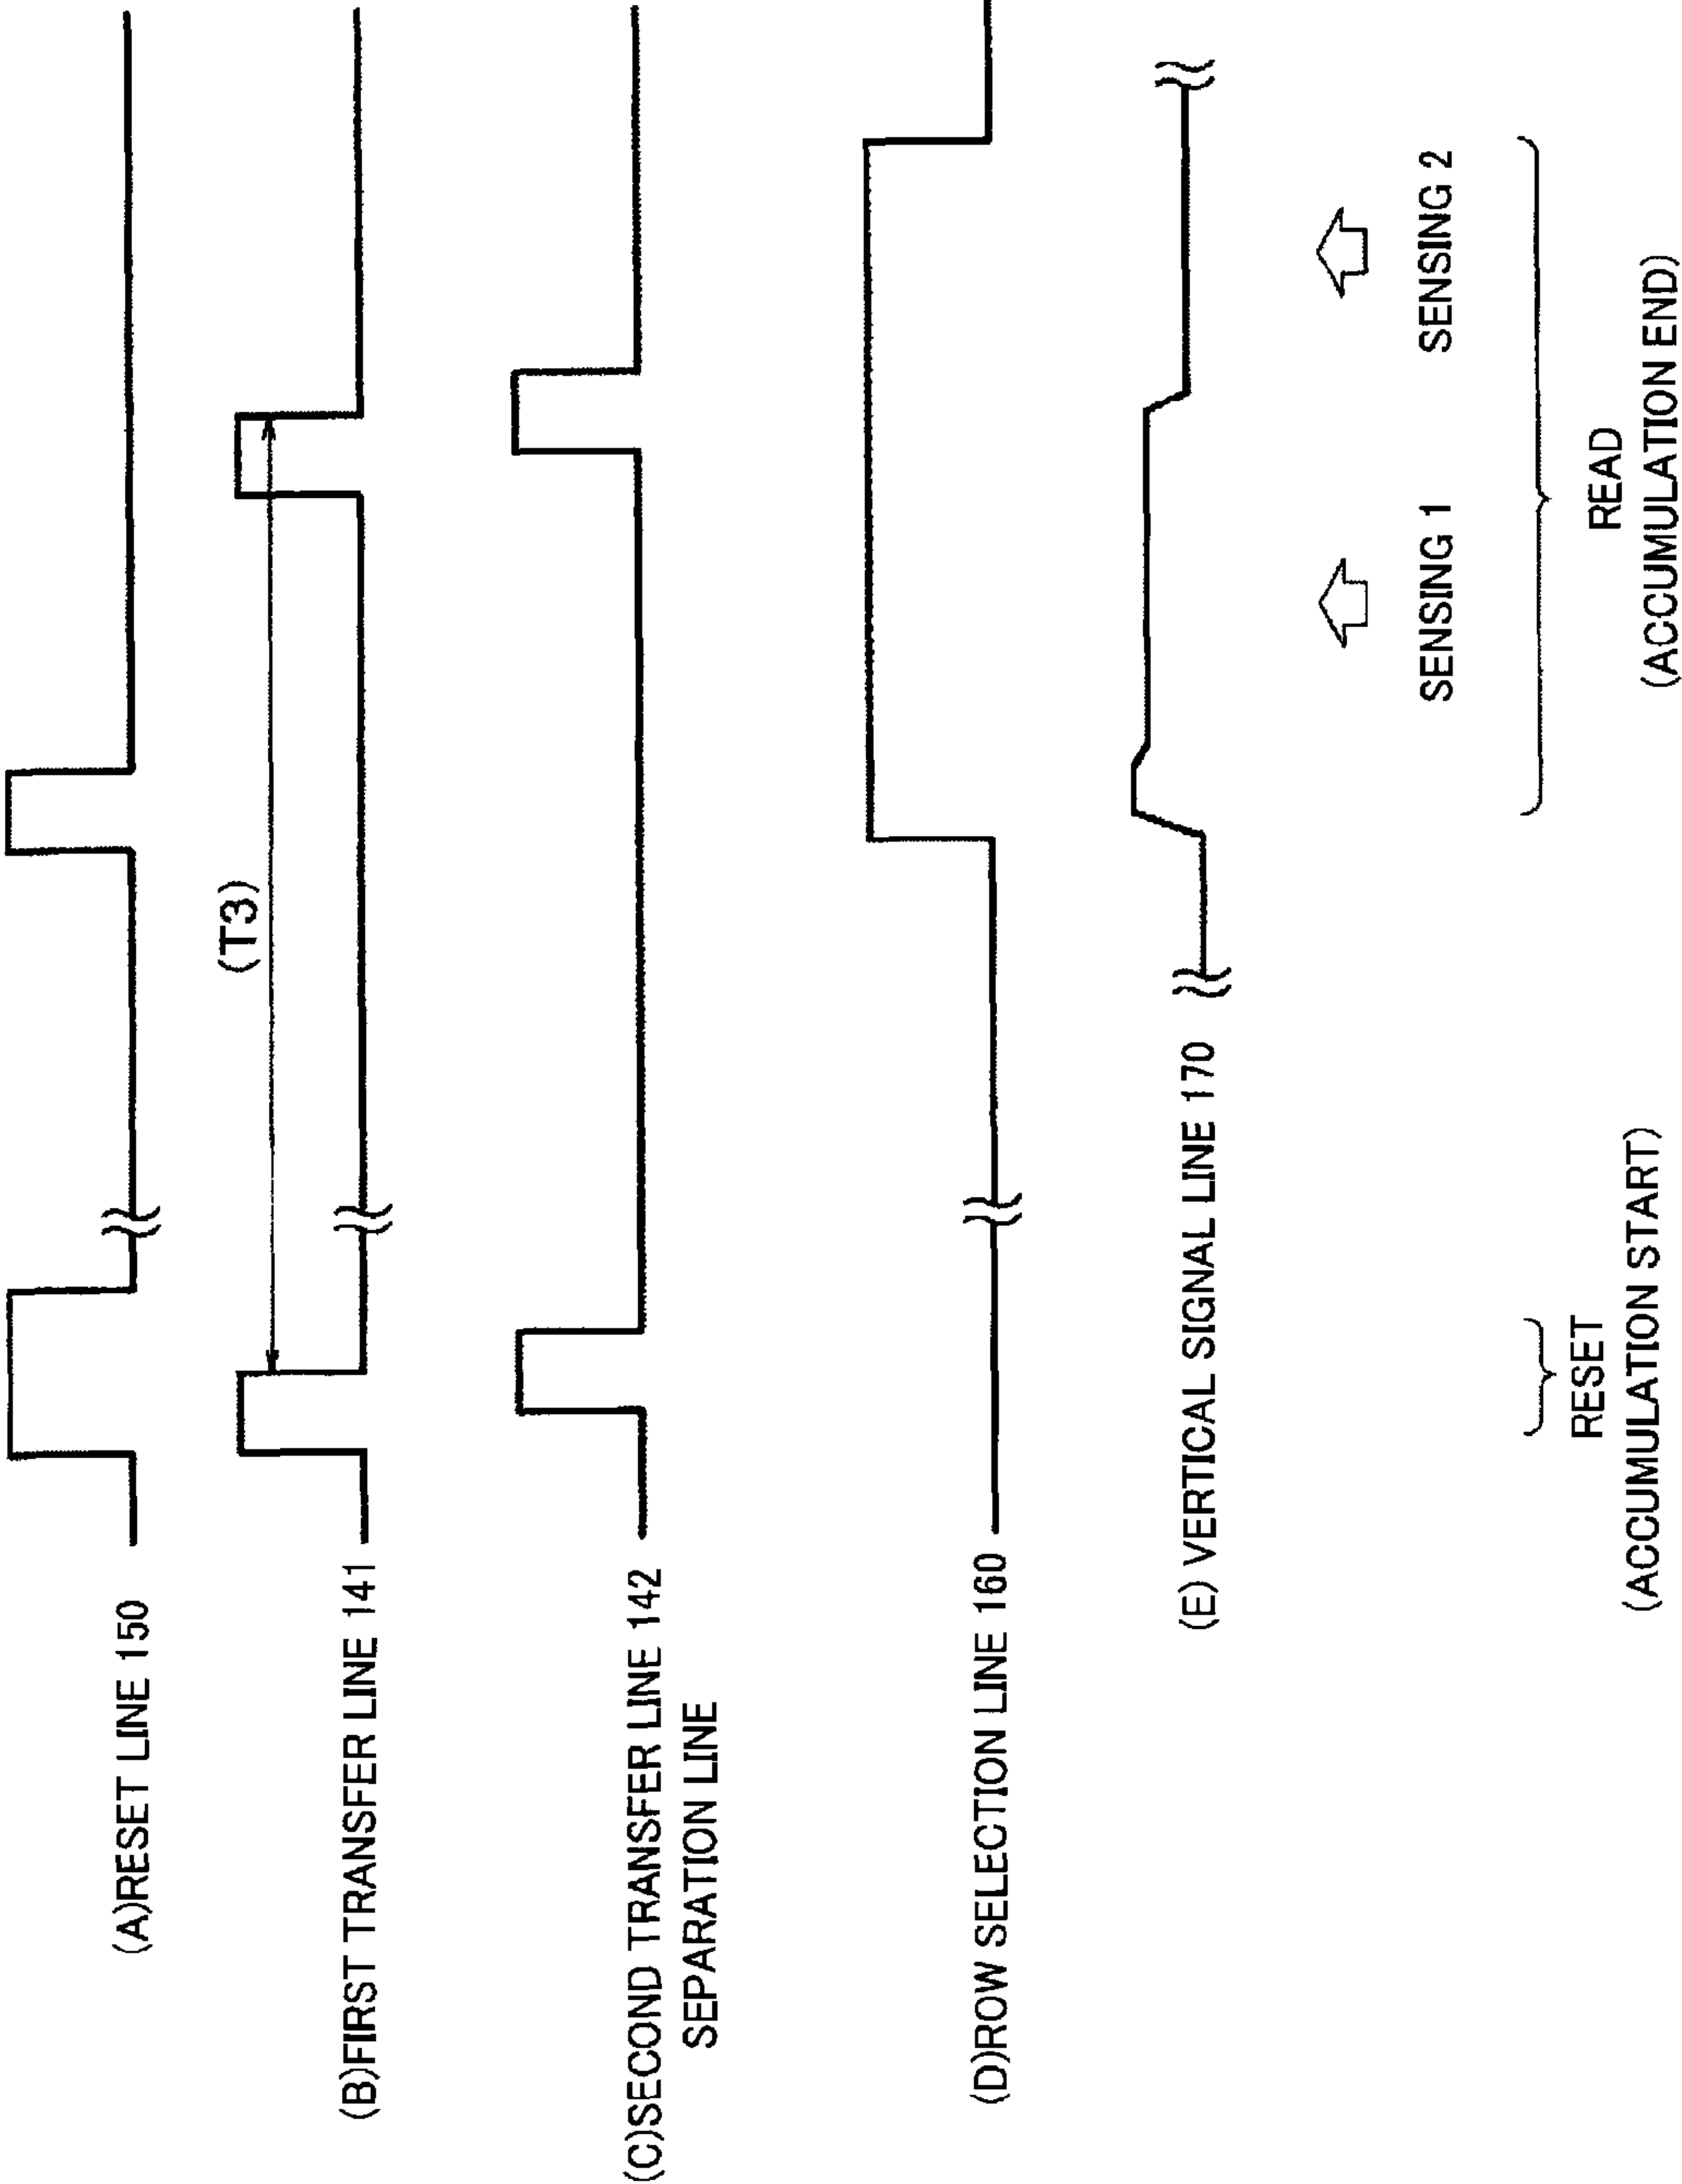 (A)RESET LINE 150
(B)FIRST TRANSFER LINE 141
(T3)
(C)SECOND TRANSFER LINE 142
SEPARATION LINE
(D)ROW SELECTION LINE 160
(E) VERTICAL SIGNAL LINE 170
SENSING 1
SENSING 2
RESET
(ACCUMULATION START)
READ
(ACCUMULATION END)